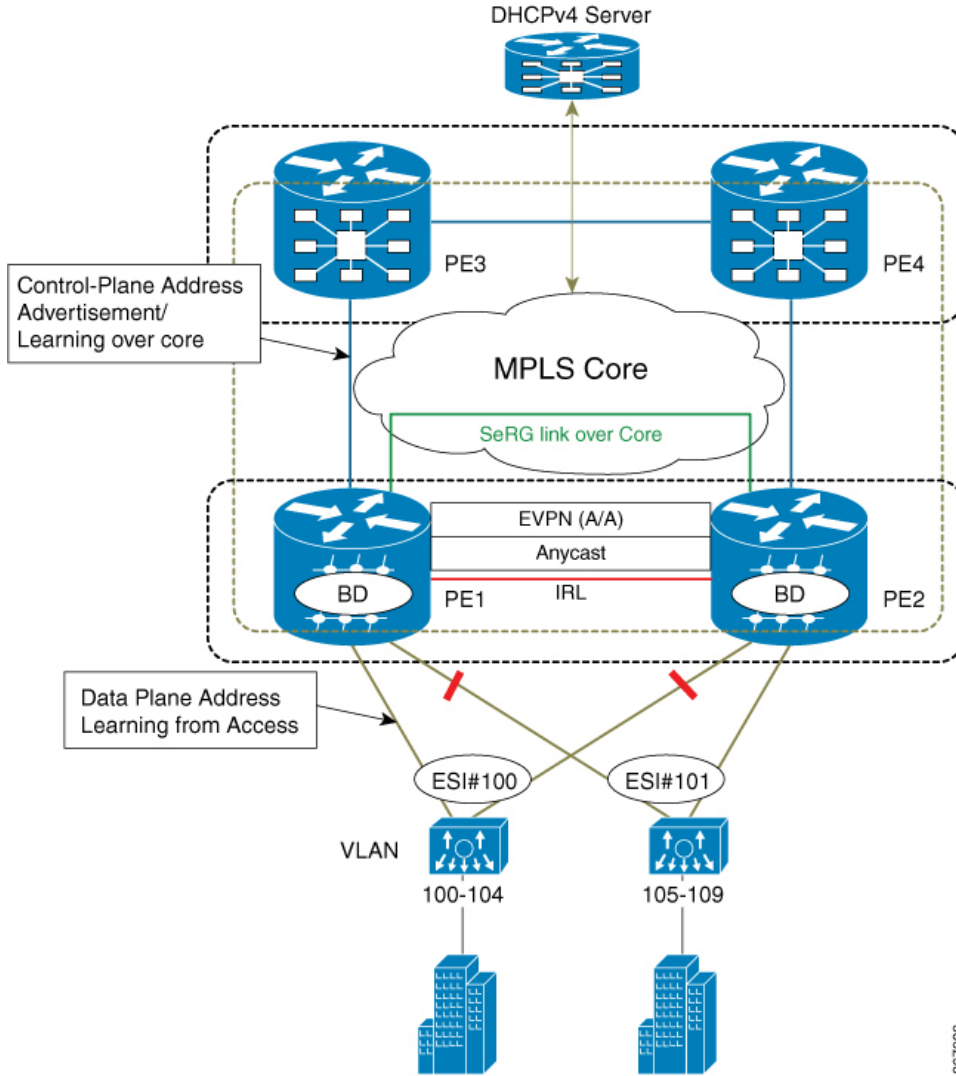 DHCPv4 Server
PE3
PE4
Control-Plane Address
Advertisement/
Learning over core
MPLS Core
SeRG link over Core
EVPN (A/A)
Anycast
IRL
BD
PE1
BD
PE2
Data Plane Address
Learning from Access
ESI#100
ESI#101
VLAN
100-104
105-109